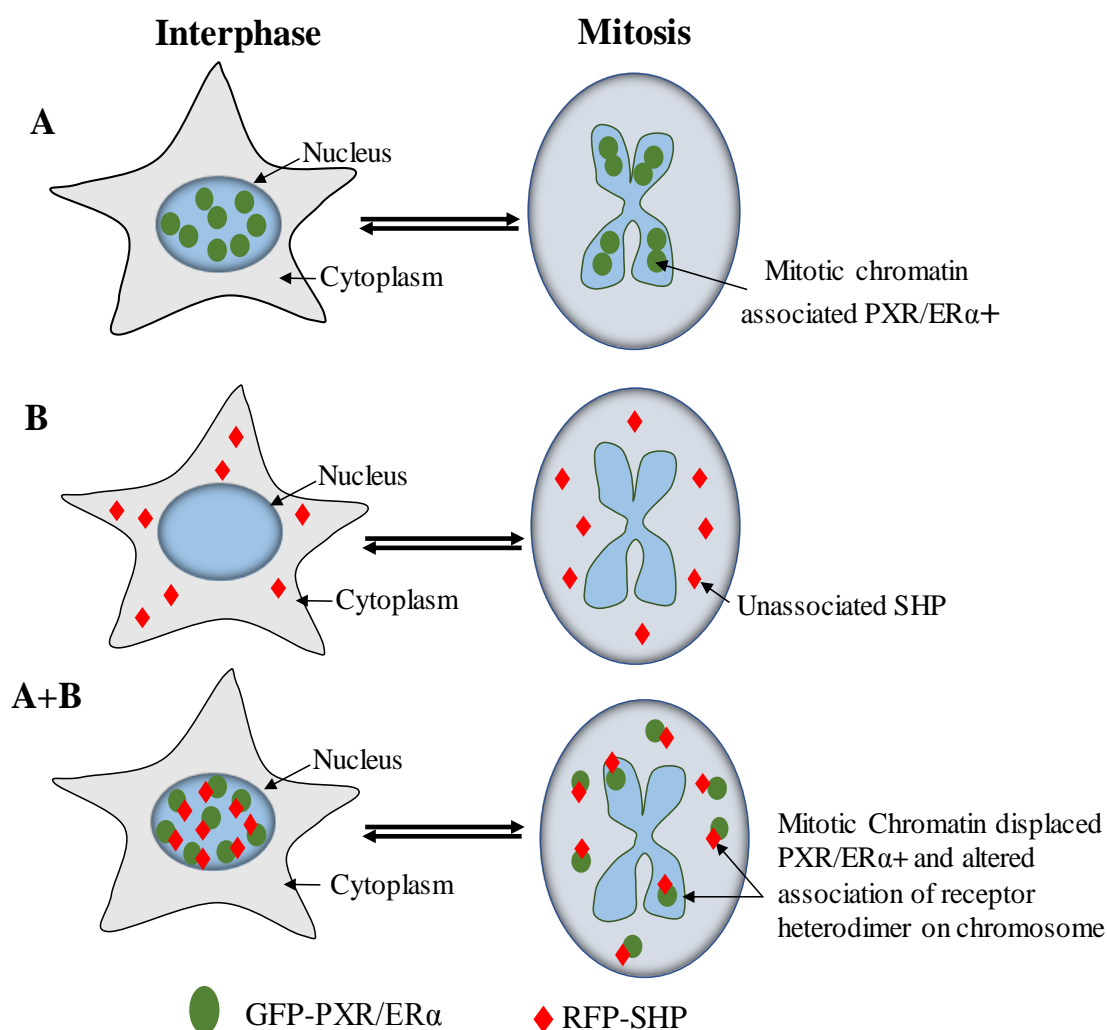 Interphase
Mitosis
A
Nucleus
Cytoplasm
Mitotic chromatin
associated PXR/ERα+
B
Nucleus
Cytoplasm
Unassociated SHP
A+B
Nucleus
Cytoplasm
Mitotic Chromatin displaced
PXR/ERα+ and altered
association of receptor
heterodimer on chromosome
GFP-PXR/ERα
RFP-SHP